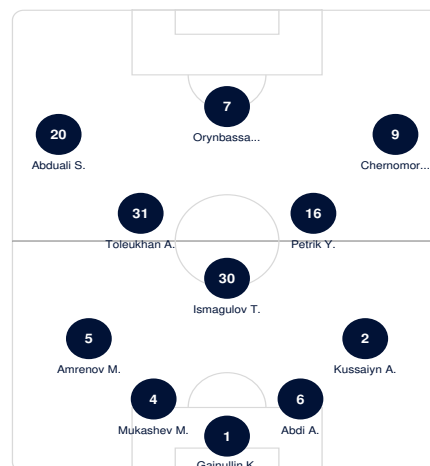 7
Orynbassa...
20
Abduali S.
9
Chernomor...
31
Toleukhan A.
16
Petrik Y.
30
Ismagulov T.
5
Amrenov M.
2
Kussaiyn A.
4
Mukashev M.
6
Abdi A.
1
Gainullin K.